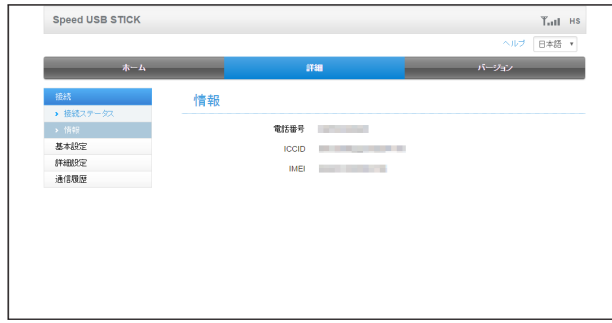 Speed USB STICK
HS
ヘルプ 日本語
ホーム 詳細 バージョン
接続
接続ステータス
情報
基本設定
詳細設定
通信履歴
情報
電話番号
ICCID
IMEI